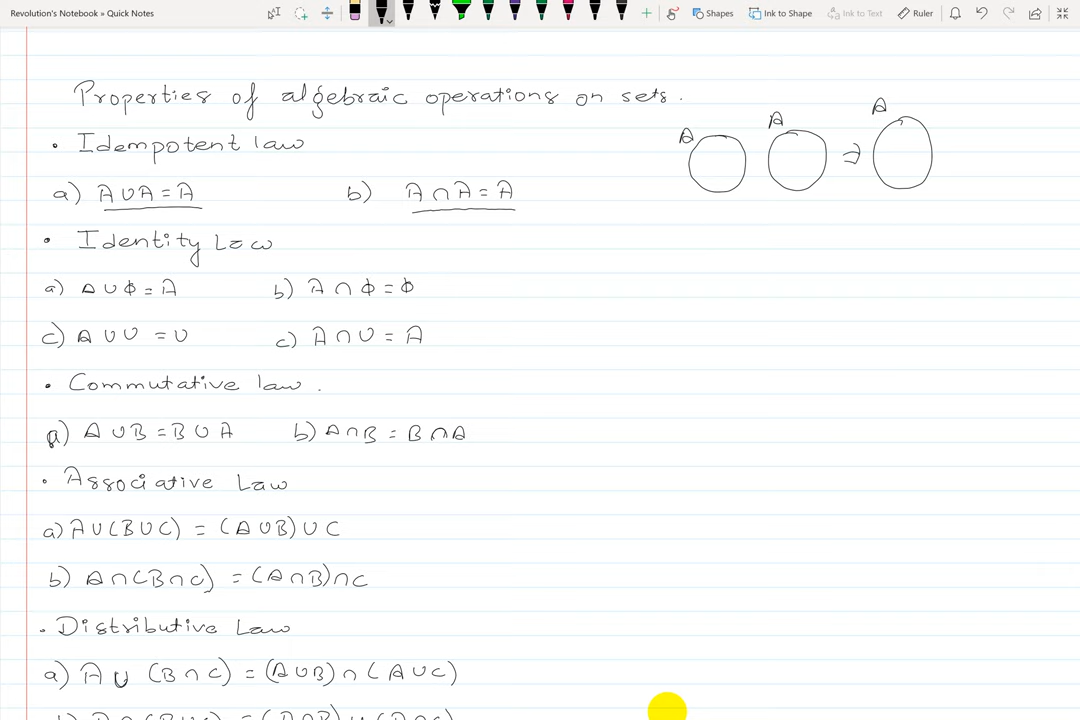 Revolution's Notebook » Quick Notes
Shapes Ink to Shape Ink to Text Ruler
Properties of algebraic operations on sets.
A A ⇒ A
• Idempotent law
a) A∪A = A b) A∩A = A
• Identity Law
a) A∪ϕ = A b) A∩ϕ = ϕ
c) A∪U = U c) A∩U = A
• Commutative law.
a) A∪B = B∪A b) A∩B = B∩A
• Associative Law
a) A∪(B∪C) = (A∪B)∪C
b) A∩(B∩C) = (A∩B)∩C
• Distributive Law
a) A∪(B∩C) = (A∪B)∩(A∪C)